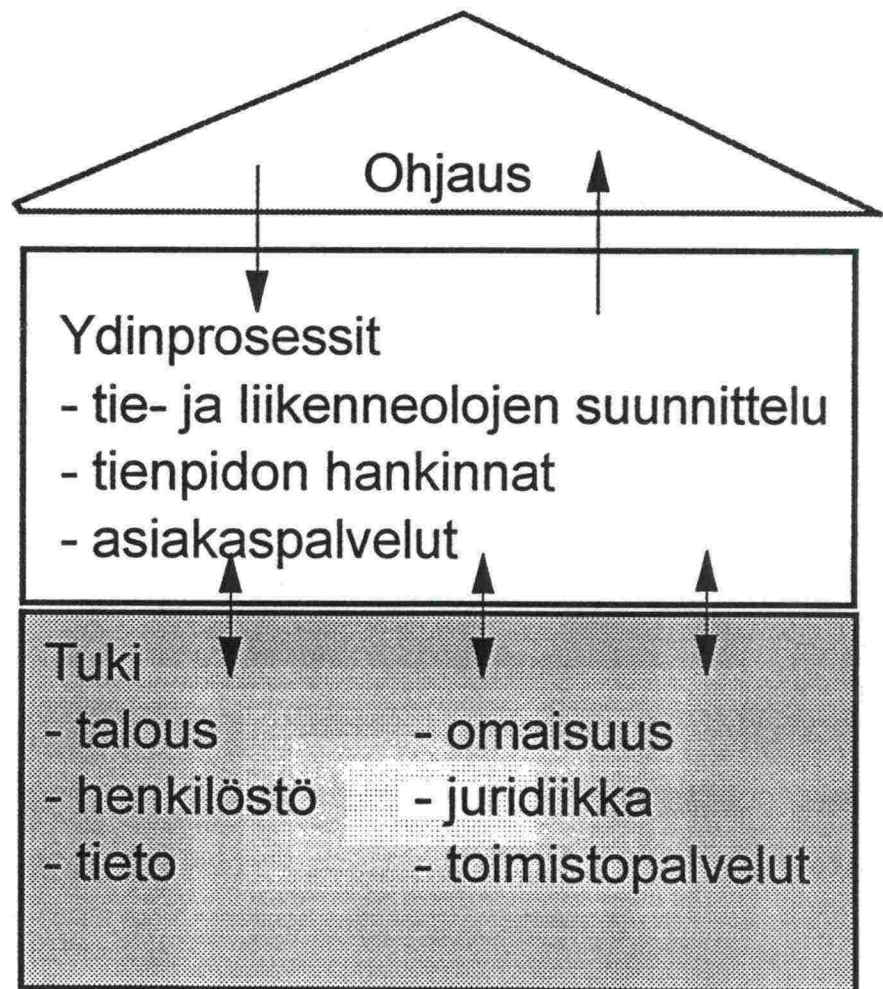 Ohjaus
Ydinprosessit
- tie- ja liikenneolojen suunnittelu
- tienpidon hankinnat
- asiakaspalvelut
Tuki
- talous
- henkilöstö
- tieto
- omaisuus
- juridiikka
- toimistopalvelut